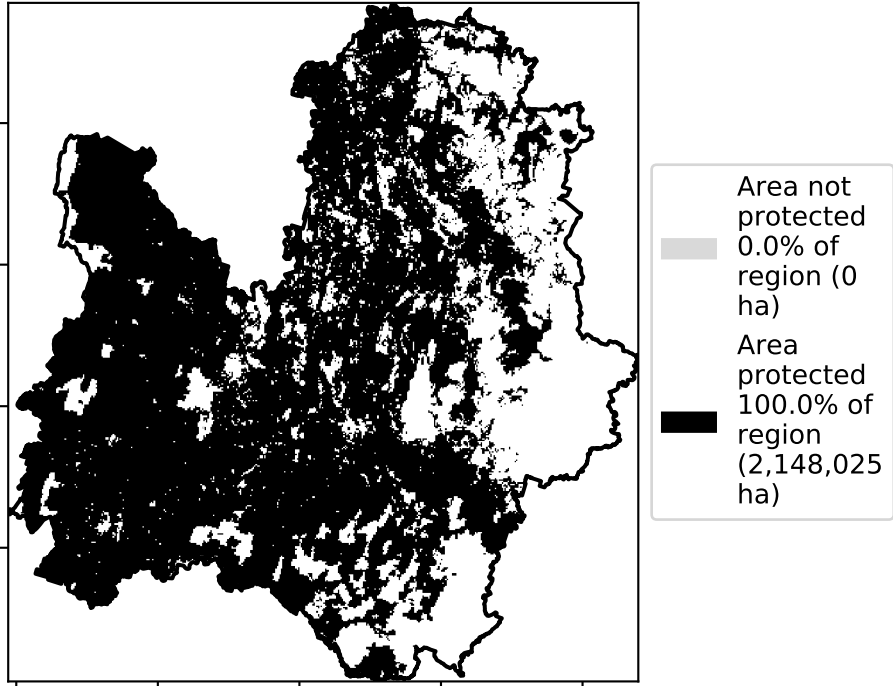 Area not
protected
0.0% of
region (0
ha)
Area
protected
100.0% of
region
(2,148,025
ha)